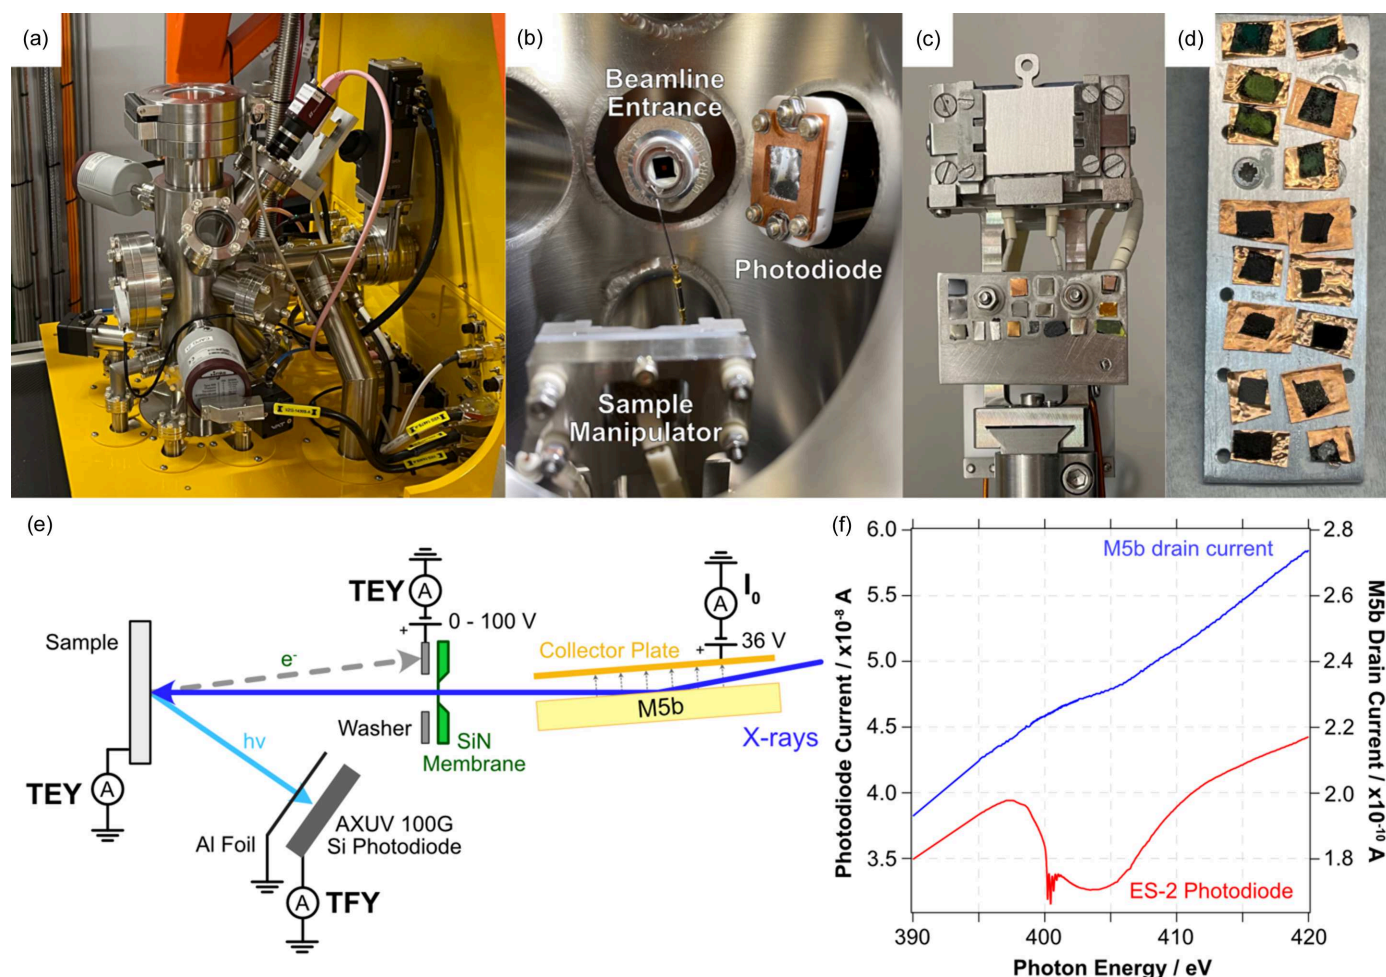 (a)
(b)
Beamline
Entrance
Photodiode
Sample
Manipulator
(c)
(d)
(e)
Sample
TEY
A
e-
hν
TEY
A
+
0 - 100 V
Washer
SiN
Membrane
Al Foil
AXUV 100G
Si Photodiode
A
TFY
I0
A
+
36 V
Collector Plate
M5b
X-rays
(f)
Photodiode Current / x10-8 A
6.0
5.5
5.0
4.5
4.0
3.5
M5b drain current
ES-2 Photodiode
2.8
2.6
2.4
2.2
2.0
1.8
M5b Drain Current / x10-10 A
390
400
410
420
Photon Energy / eV